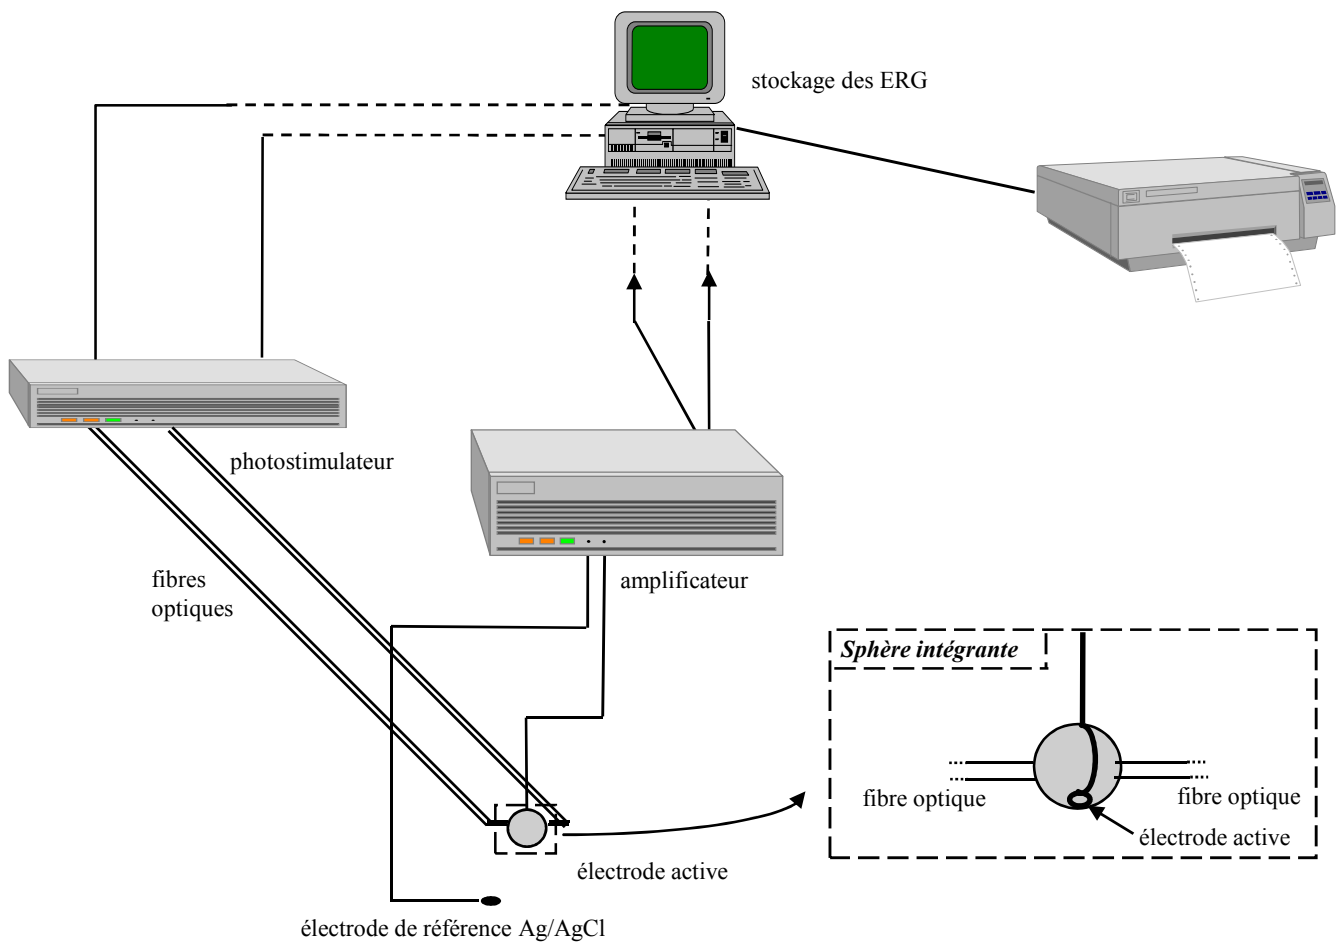 stockage des ERG
photostimulateur
fibres
optiques
amplificateur
Sphère intégrante
fibre optique
fibre optique
électrode active
électrode active
électrode de référence Ag/AgCl